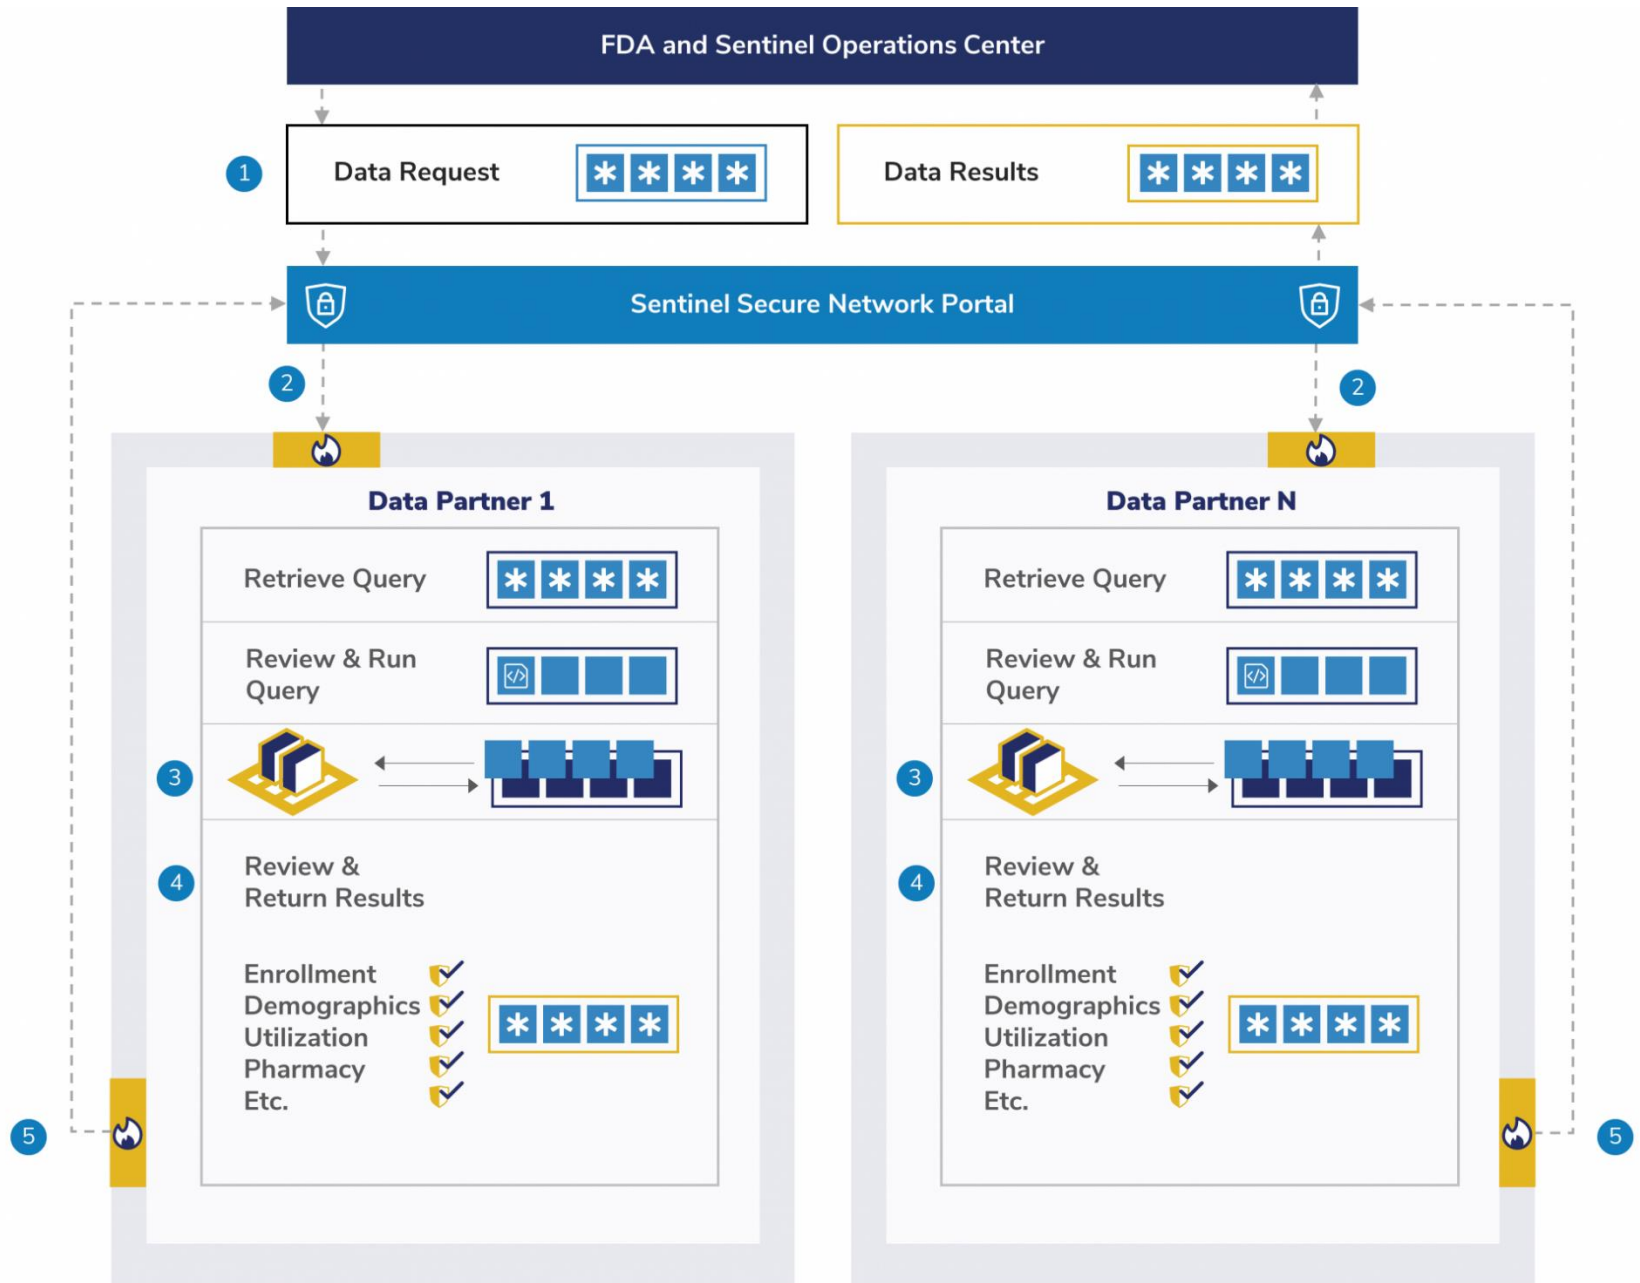 FDA and Sentinel Operations Center
1
Data Request
* * * *
Data Results
* * * *
Sentinel Secure Network Portal
2
2
Data Partner 1
Retrieve Query
* * * *
Review & Run
Query
</>
3
4
Review &
Return Results
Enrollment
Demographics
Utilization
Pharmacy
Etc.
* * * *
5
Data Partner N
Retrieve Query
* * * *
Review & Run
Query
</>
3
4
Review &
Return Results
Enrollment
Demographics
Utilization
Pharmacy
Etc.
* * * *
5